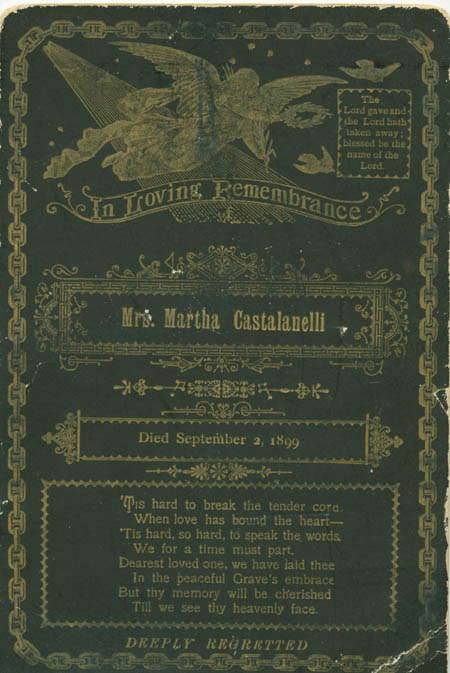 The
Lord gave and
the Lord hath
taken away;
blessed be the
name of the
Lord.
In Loving Remembrance
Mrs. Martha Castalanelli
Died September 2, 1899
'Tis hard to break the tender cord.
When love has bound the heart—
'Tis hard, so hard, to speak the words,
We for a time must part.
Dearest loved one, we have laid thee
In the peaceful Grave's embrace
But thy memory will be cherished
Till we see thy heavenly face.
DEEPLY REGRETTED